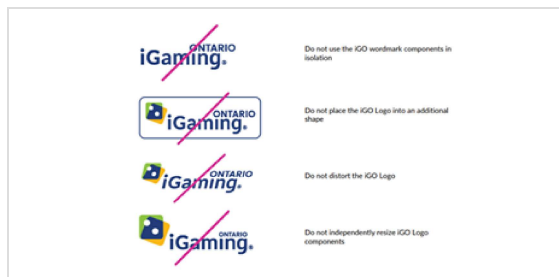 ONTARIO
iGaming®
Do not use the iGO wordmark components in
isolation
ONTARIO
iGaming®
Do not place the iGO Logo into an additional
shape
ONTARIO
iGaming®
Do not distort the iGO Logo
ONTARIO
iGaming®
Do not independently resize iGO Logo
components